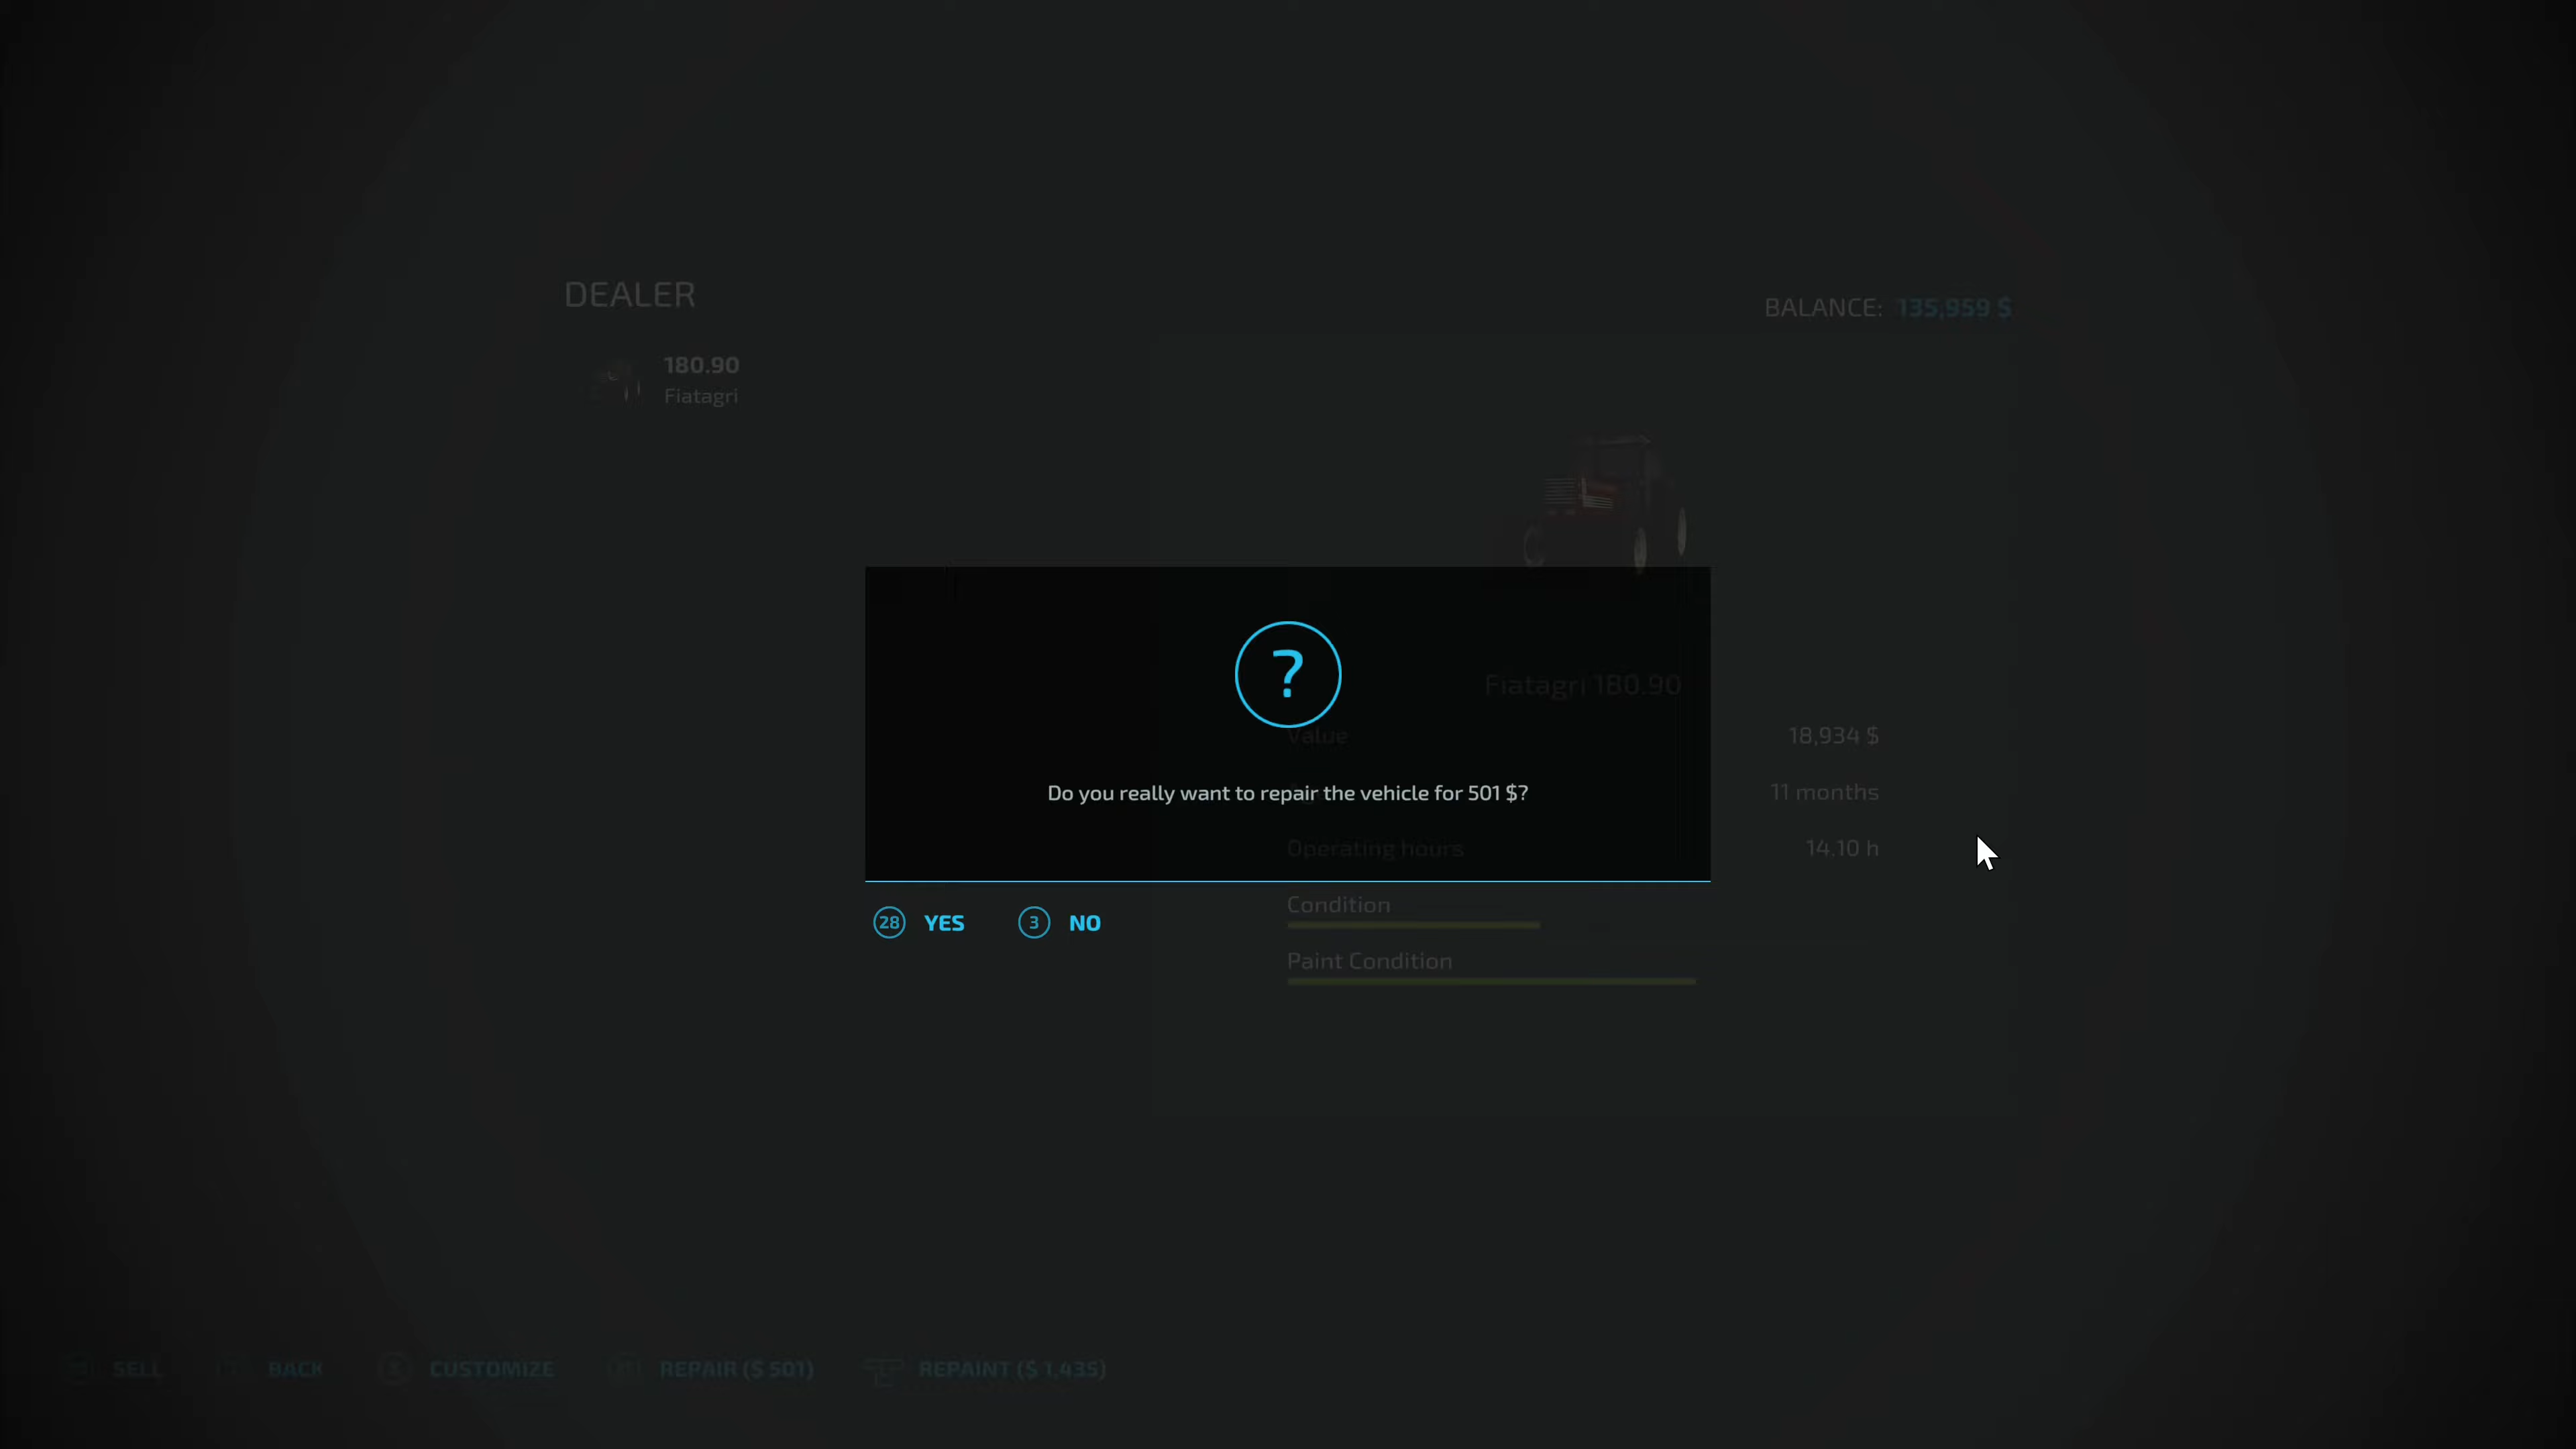 DEALER
BALANCE: 135,959 $
180.90
Fiatagri
?
Fiatagri 180.90
Value 18,934 $
Do you really want to repair the vehicle for 501 $?
11 months
Operating hours 14.10 h
28 YES 3 NO
Condition
Paint Condition
SELL BACK CUSTOMIZE REPAIR ($ 501) REPAINT ($ 1,435)